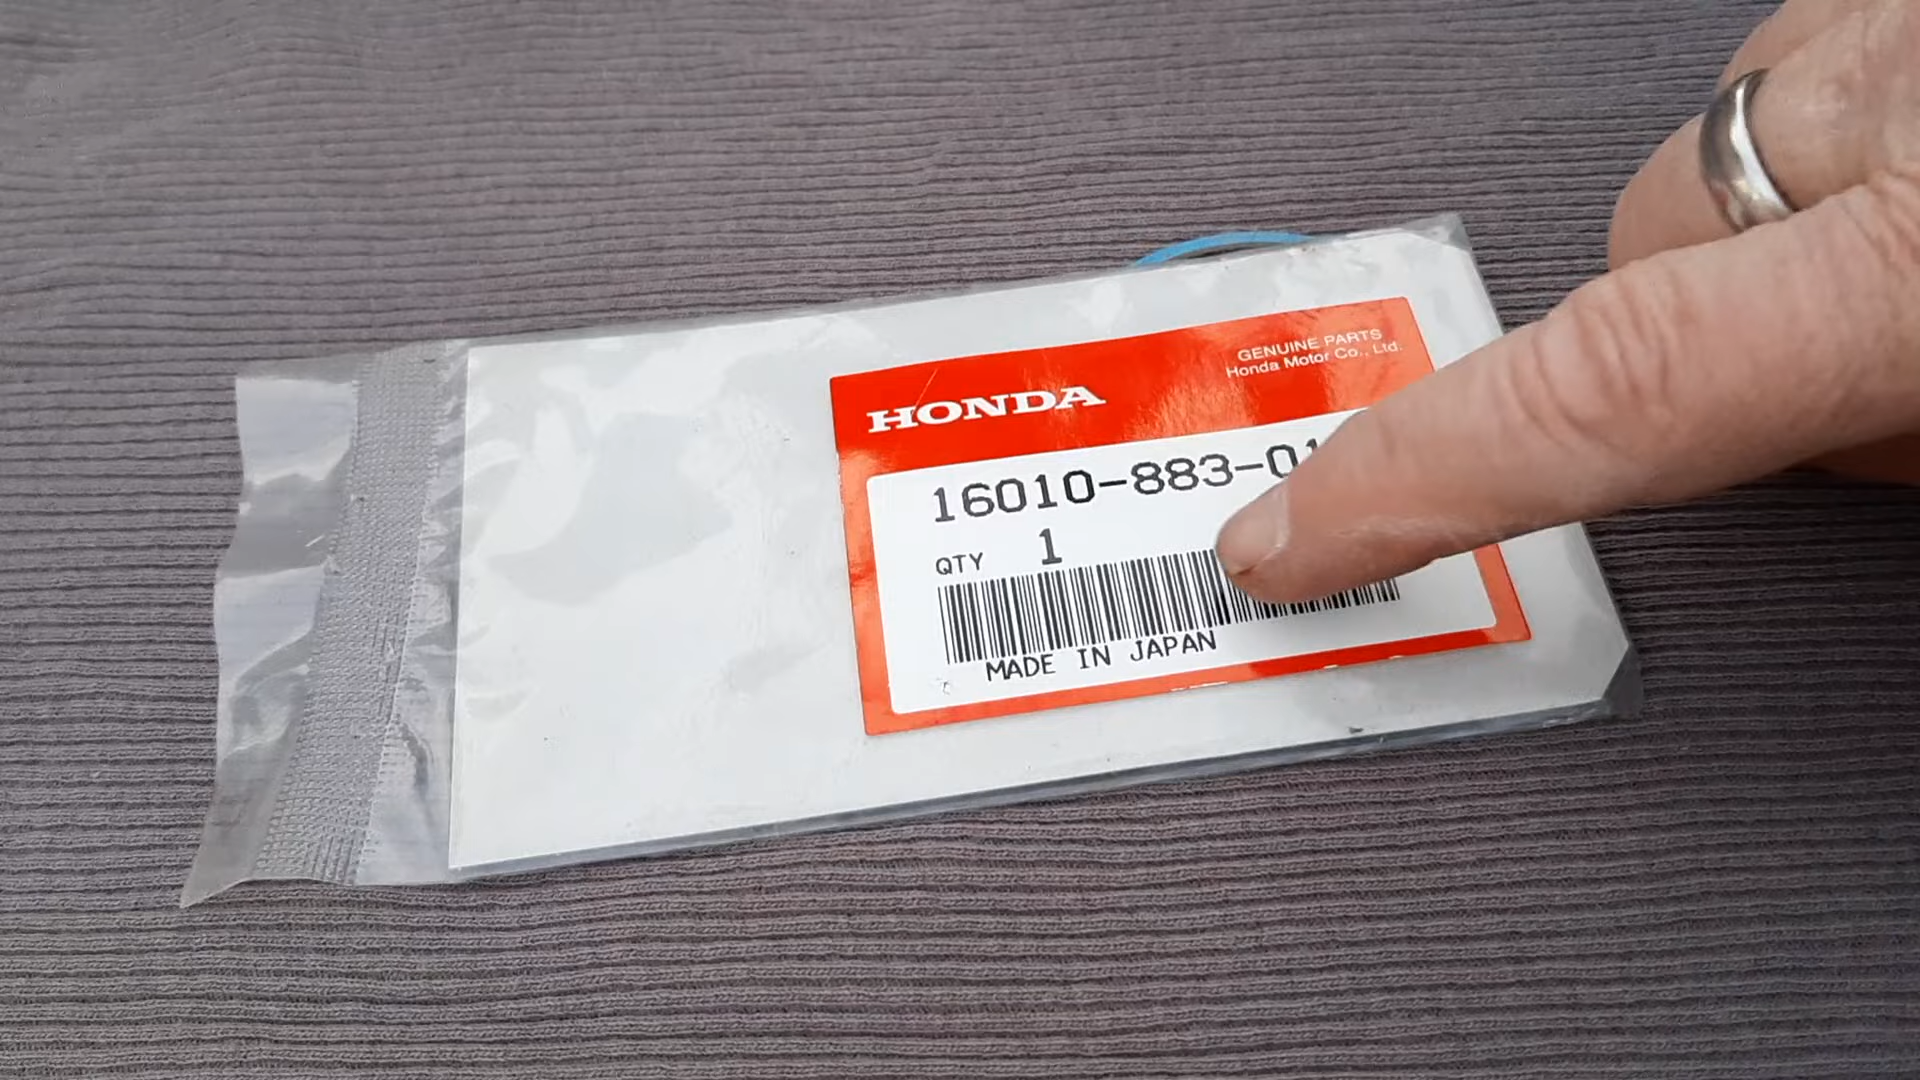 GENUINE PARTS
Honda Motor Co., Ltd.
HONDA
16010-883-01
QTY 1
MADE IN JAPAN